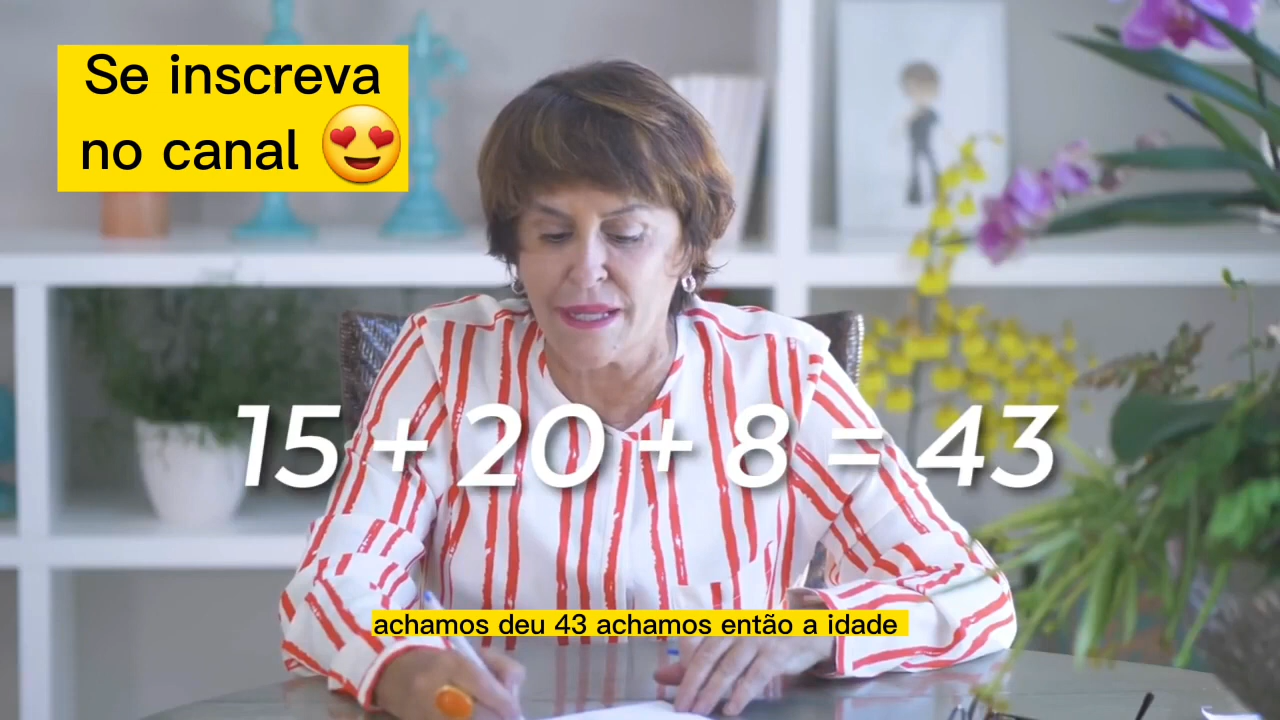 Se inscreva
no canal 😍
15 + 20 + 8 = 43
achamos deu 43 achamos então a idade